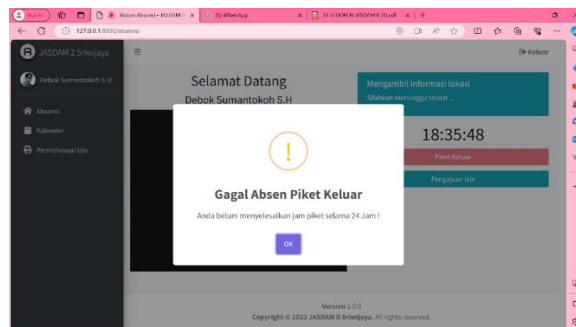 Sistem Absensi - JASDAM
WhatsApp
127.0.0.1:8000/absensi
JASDAM 2 Sriwijaya
Keluar
Debok Sumantokoh S.H
Absensi
Kalender
Permohonan Izin
Selamat Datang
Debok Sumantokoh S.H
Mengambil informasi lokasi
Silahkan menunggu sesaat ...
18:35:48
Piket Keluar
Pengajuan Izin
!
Gagal Absen Piket Keluar
Anda belum menyelesaikan jam piket selama 24 Jam !
OK
Version 1.0.0
Copyright © 2023 JASDAM II Sriwijaya. All rights reserved.